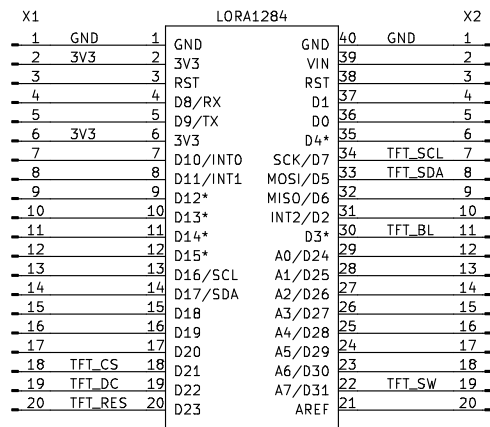 X1 LORA1284 X2
1 GND 1 GND GND 40 GND 1
2 3V3 2 3V3 VIN 39 2
3 3 RST RST 38 3
4 4 D8/RX D1 37 4
5 5 D9/TX D0 36 5
6 3V3 6 3V3 D4* 35 6
7 7 D10/INT0 SCK/D7 34 TFT_SCL 7
8 8 D11/INT1 MOSI/D5 33 TFT_SDA 8
9 9 D12* MISO/D6 32 9
10 10 D13* INT2/D2 31 10
11 11 D14* D3* 30 TFT_BL 11
12 12 D15* A0/D24 29 12
13 13 D16/SCL A1/D25 28 13
14 14 D17/SDA A2/D26 27 14
15 15 D18 A3/D27 26 15
16 16 D19 A4/D28 25 16
17 17 D20 A5/D29 24 17
18 TFT_CS 18 D21 A6/D30 23 18
19 TFT_DC 19 D22 A7/D31 22 TFT_SW 19
20 TFT_RES 20 D23 AREF 21 20